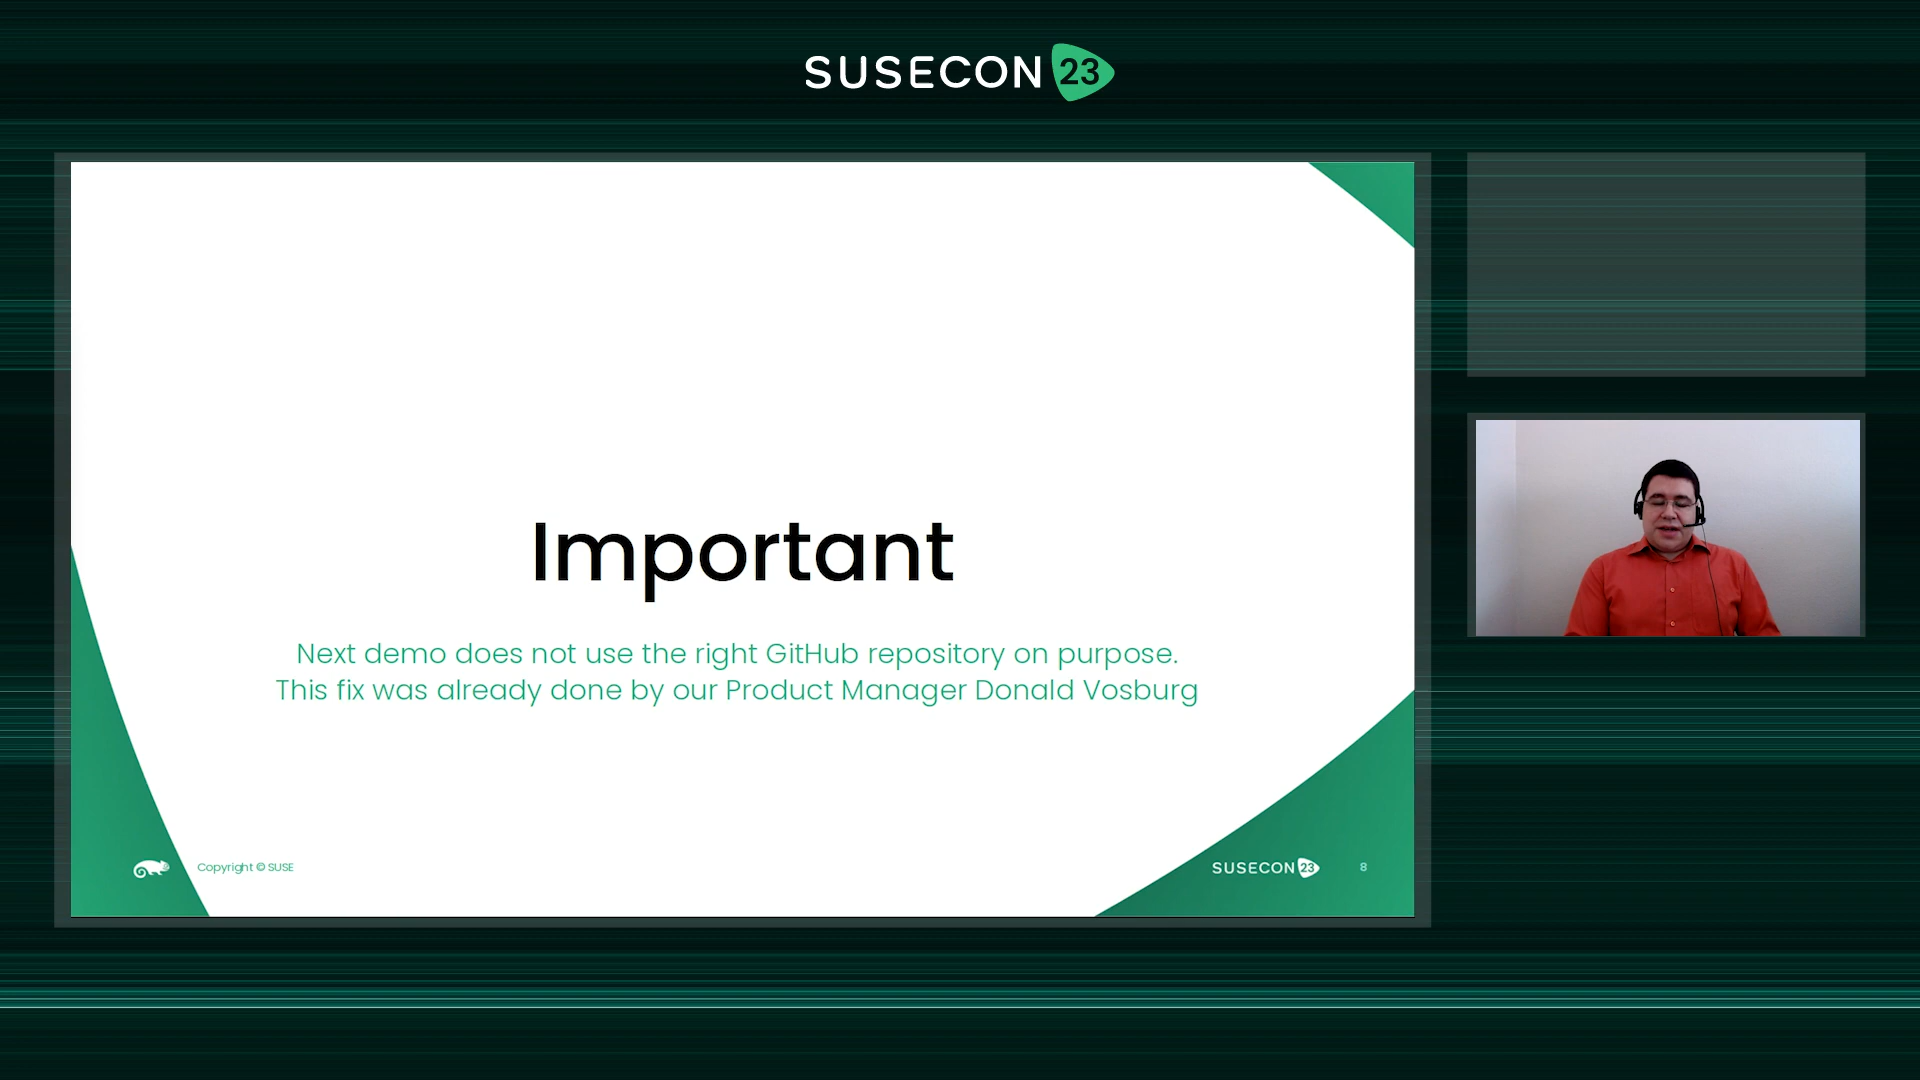 SUSECON 23
Important
Next demo does not use the right GitHub repository on purpose.
This fix was already done by our Product Manager Donald Vosburg
Copyright © SUSE
SUSECON 23
8